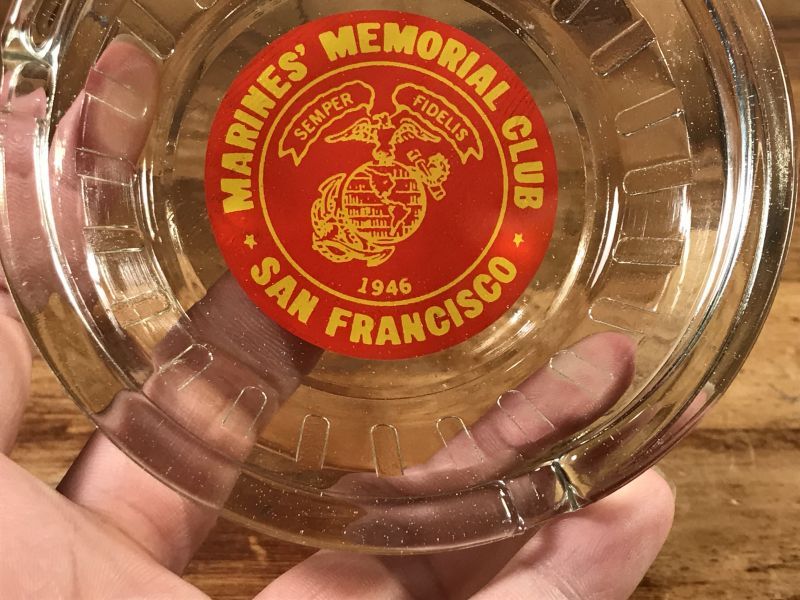 MARINES' MEMORIAL CLUB
SEMPER FIDELIS
1946
★ SAN FRANCISCO ★